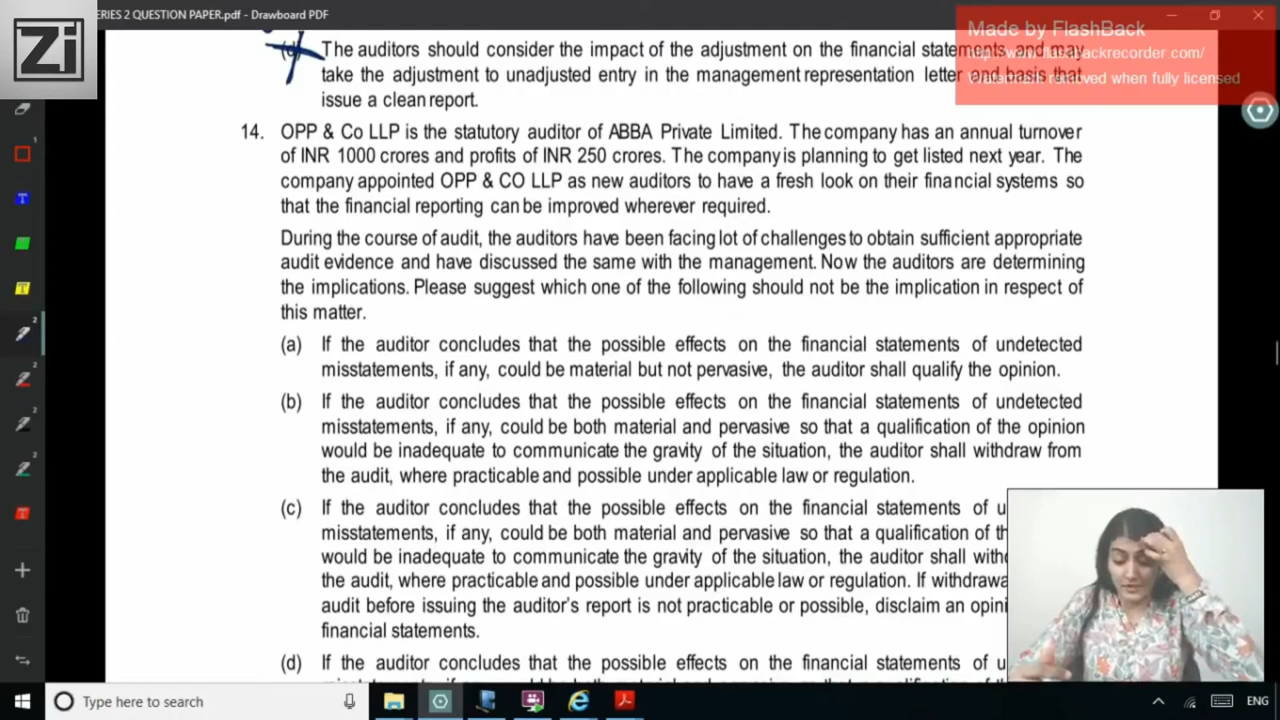 Zi
ERIES 2 QUESTION PAPER.pdf - Drawboard PDF
Made by FlashBack
http://www.flashbackrecorder.com/
Watermark removed when fully licensed
(d) The auditors should consider the impact of the adjustment on the financial statements and may
take the adjustment to unadjusted entry in the management representation letter and basis that
issue a clean report.
14. OPP & Co LLP is the statutory auditor of ABBA Private Limited. The company has an annual turnover
of INR 1000 crores and profits of INR 250 crores. The company is planning to get listed next year. The
company appointed OPP & CO LLP as new auditors to have a fresh look on their financial systems so
that the financial reporting can be improved wherever required.
During the course of audit, the auditors have been facing lot of challenges to obtain sufficient appropriate
audit evidence and have discussed the same with the management. Now the auditors are determining
the implications. Please suggest which one of the following should not be the implication in respect of
this matter.
(a) If the auditor concludes that the possible effects on the financial statements of undetected
misstatements, if any, could be material but not pervasive, the auditor shall qualify the opinion.
(b) If the auditor concludes that the possible effects on the financial statements of undetected
misstatements, if any, could be both material and pervasive so that a qualification of the opinion
would be inadequate to communicate the gravity of the situation, the auditor shall withdraw from
the audit, where practicable and possible under applicable law or regulation.
(c) If the auditor concludes that the possible effects on the financial statements of u
misstatements, if any, could be both material and pervasive so that a qualification of th
would be inadequate to communicate the gravity of the situation, the auditor shall with
the audit, where practicable and possible under applicable law or regulation. If withdrawa
audit before issuing the auditor's report is not practicable or possible, disclaim an opini
financial statements.
(d) If the auditor concludes that the possible effects on the financial statements of u
Type here to search
ENG